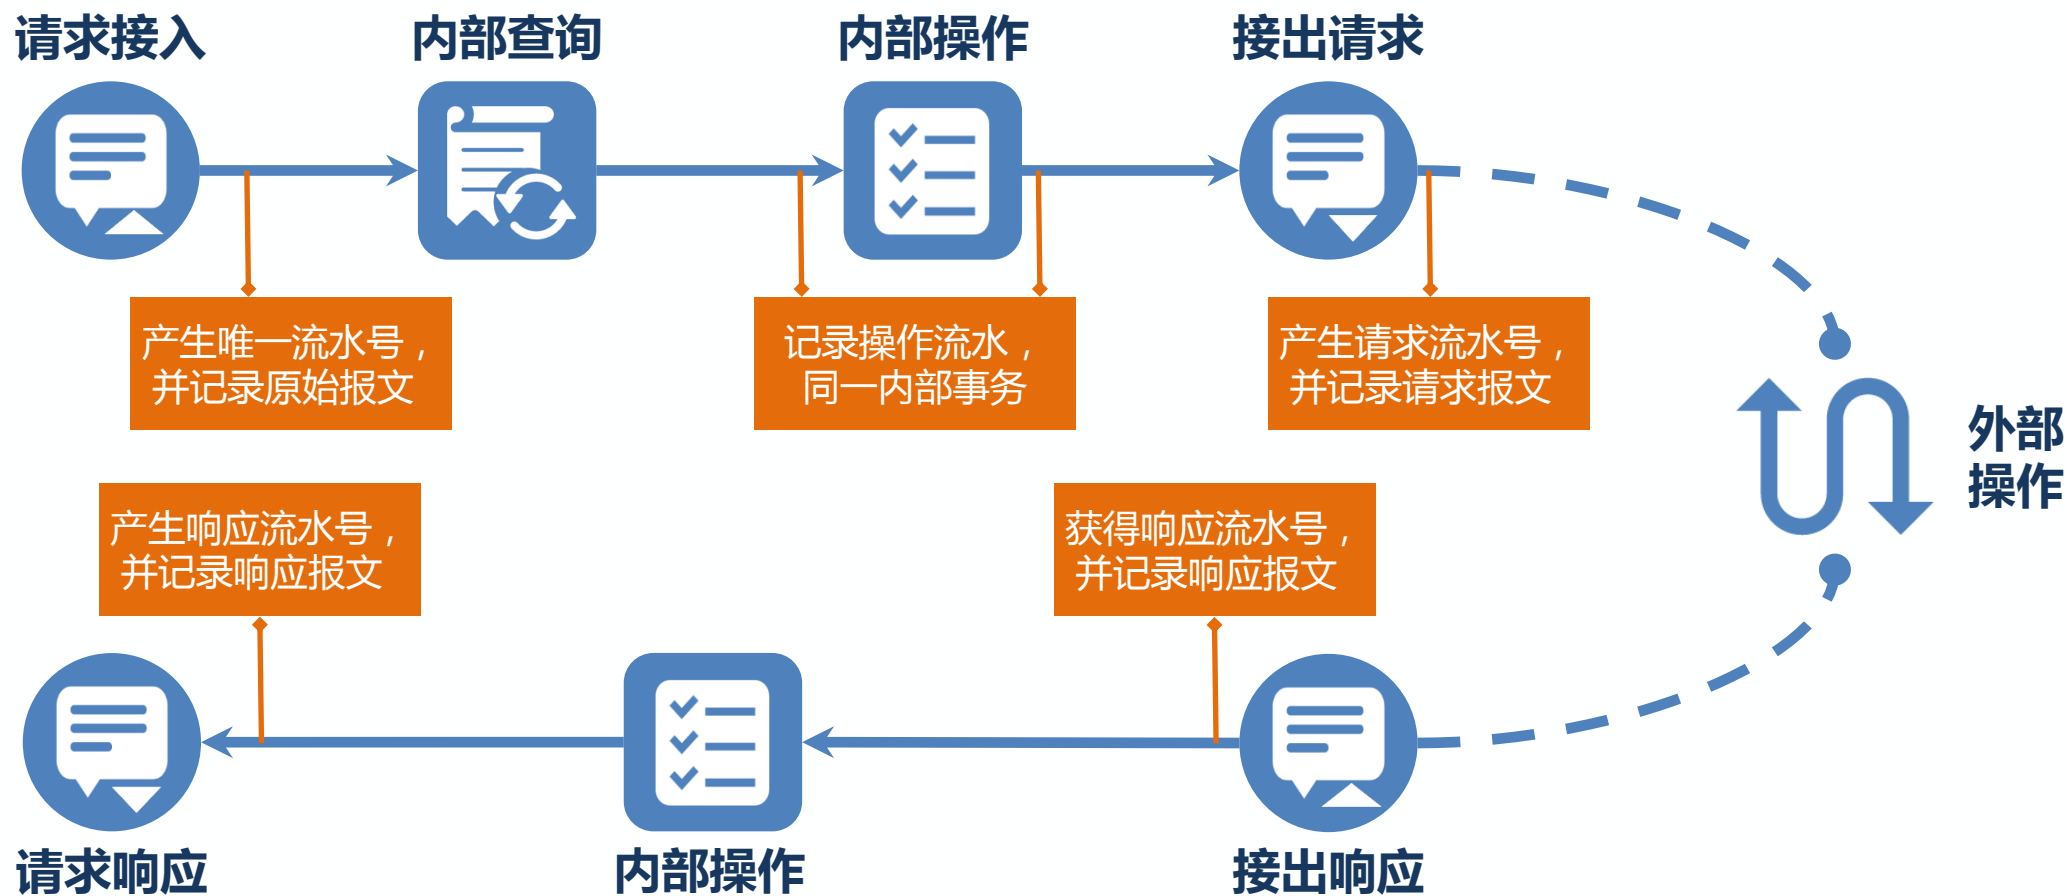 请求接入
内部查询
内部操作
接出请求
产生唯一流水号，
并记录原始报文
记录操作流水，
同一内部事务
产生请求流水号，
并记录请求报文
外部
操作
产生响应流水号，
并记录响应报文
获得响应流水号，
并记录响应报文
请求响应
内部操作
接出响应